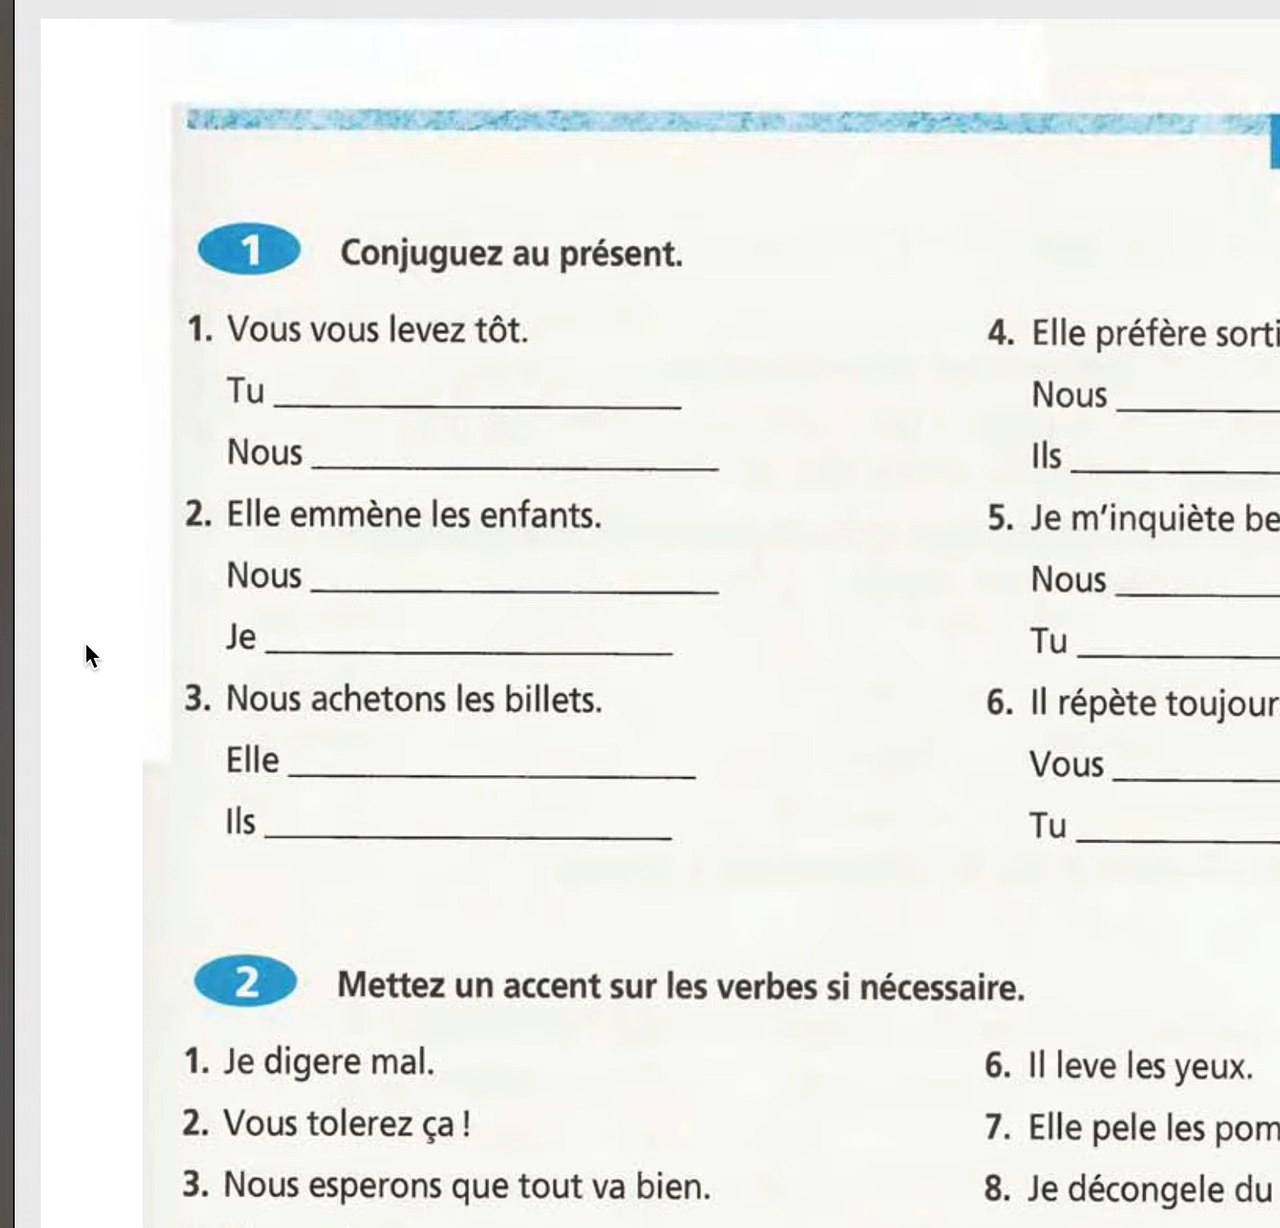 1 Conjuguez au présent.
1. Vous vous levez tôt.
Tu
Nous
2. Elle emmène les enfants.
Nous
Je
3. Nous achetons les billets.
Elle
Ils
4. Elle préfère sorti
Nous
Ils
5. Je m'inquiète be
Nous
Tu
6. Il répète toujour
Vous
Tu
2 Mettez un accent sur les verbes si nécessaire.
1. Je digere mal.
2. Vous tolerez ça !
3. Nous esperons que tout va bien.
6. Il leve les yeux.
7. Elle pele les pom
8. Je décongele du